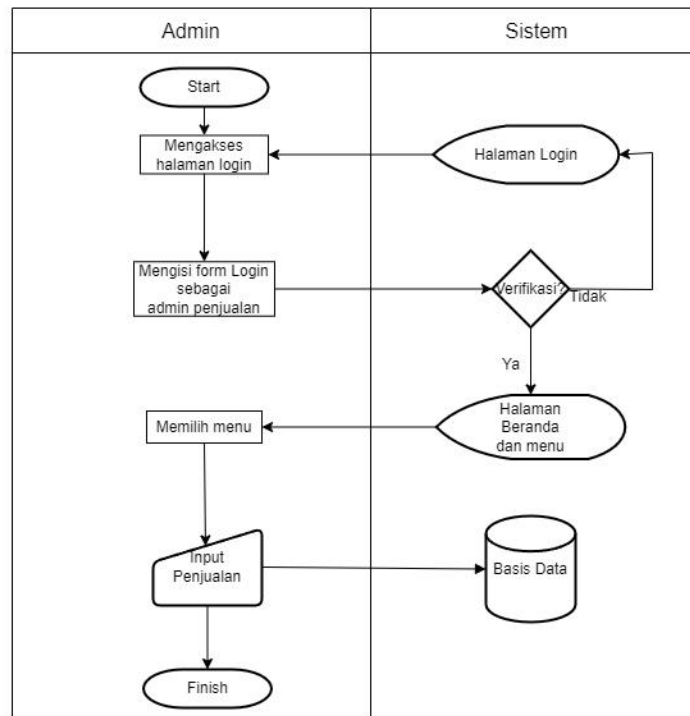 Admin
Sistem
Start
Mengakses
halaman login
Halaman Login
Mengisi form Login
sebagai
admin penjualan
Verifikasi?
Tidak
Ya
Memilih menu
Halaman
Beranda
dan menu
Input
Penjualan
Basis Data
Finish